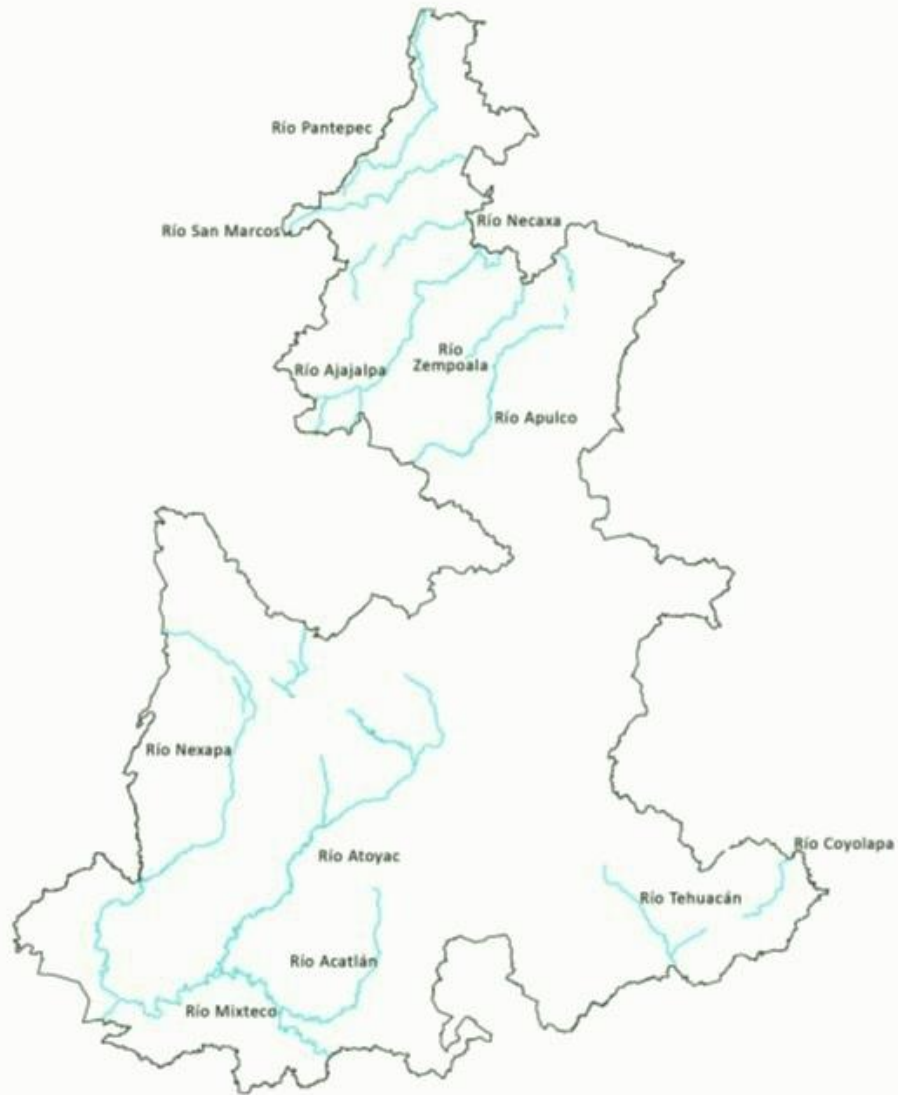 Río Pantepec
Río San Marcos
Río Necaxa
Río
Zempoala
Río Ajajalpa
Río Apulco
Río Nexapa
Río Atoyac
Río Coyolapa
Río Tehuacán
Río Acatlán
Río Mixteco